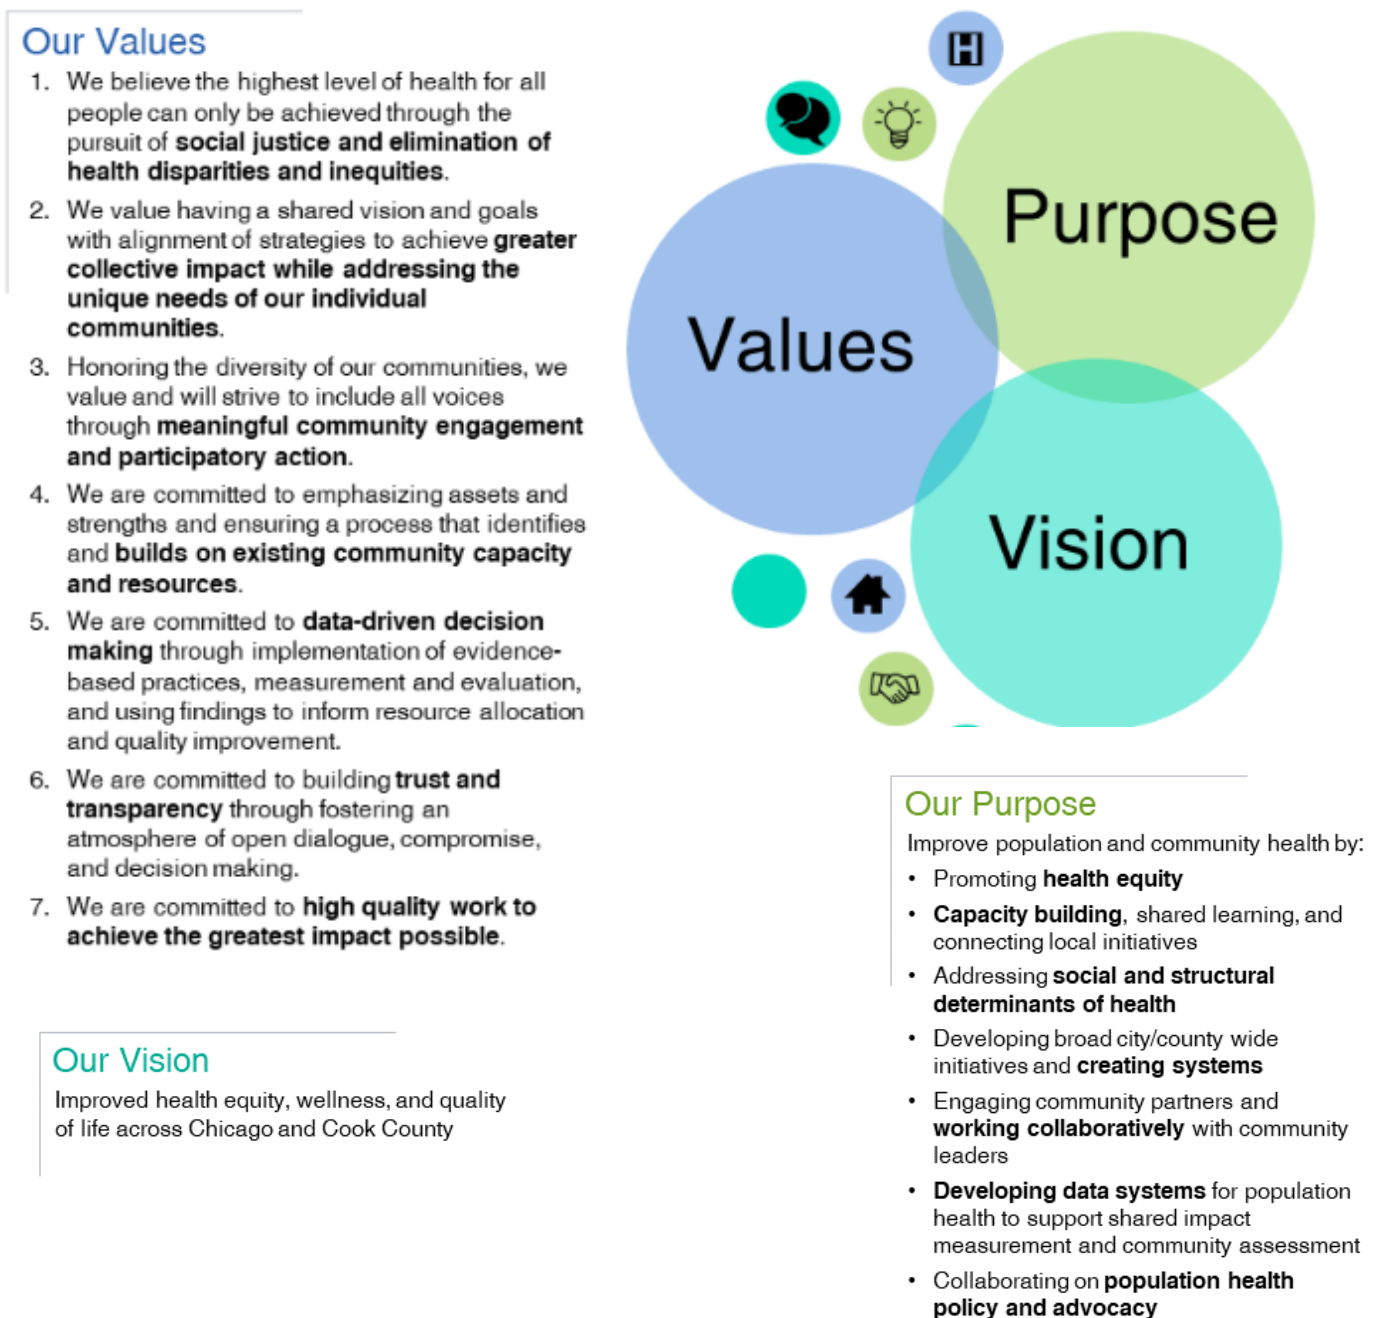 Our Values
1. We believe the highest level of health for all
people can only be achieved through the
pursuit of social justice and elimination of
health disparities and inequities.
2. We value having a shared vision and goals
with alignment of strategies to achieve greater
collective impact while addressing the
unique needs of our individual
communities.
3. Honoring the diversity of our communities, we
value and will strive to include all voices
through meaningful community engagement
and participatory action.
4. We are committed to emphasizing assets and
strengths and ensuring a process that identifies
and builds on existing community capacity
and resources.
5. We are committed to data-driven decision
making through implementation of evidence-
based practices, measurement and evaluation,
and using findings to inform resource allocation
and quality improvement.
6. We are committed to building trust and
transparency through fostering an
atmosphere of open dialogue, compromise,
and decision making.
7. We are committed to high quality work to
achieve the greatest impact possible.
H
Purpose
Values
Vision
Our Vision
Improved health equity, wellness, and quality
of life across Chicago and Cook County
Our Purpose
Improve population and community health by:
• Promoting health equity
• Capacity building, shared learning, and
connecting local initiatives
• Addressing social and structural
determinants of health
• Developing broad city/county wide
initiatives and creating systems
• Engaging community partners and
working collaboratively with community
leaders
• Developing data systems for population
health to support shared impact
measurement and community assessment
• Collaborating on population health
policy and advocacy